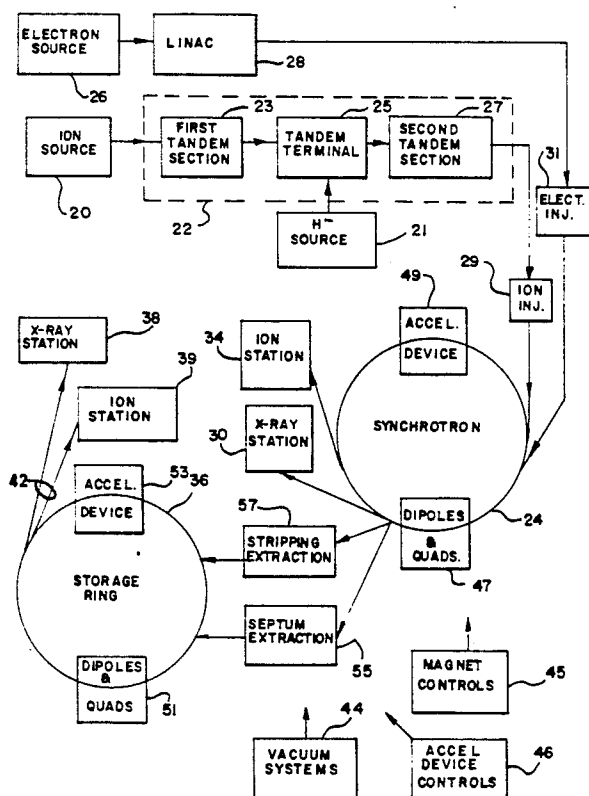 ELECTRON
SOURCE
26
LINAC
28
23
25
27
ION
SOURCE
20
FIRST
TANDEM
SECTION
TANDEM
TERMINAL
SECOND
TANDEM
SECTION
22
H⁻
SOURCE
21
31
ELECT.
INJ.
29
ION
INJ.
49
ACCEL.
DEVICE
X-RAY
STATION
38
34
ION
STATION
39
ION
STATION
SYNCHROTRON
X-RAY
STATION
30
42
ACCEL.
DEVICE
53
36
57
STRIPPING
EXTRACTION
DIPOLES
&
QUADS.
24
47
STORAGE
RING
SEPTUM
EXTRACTION
55
DIPOLES
&
QUADS
51
MAGNET
CONTROLS
45
44
VACUUM
SYSTEMS
ACCEL
DEVICE
CONTROLS
46